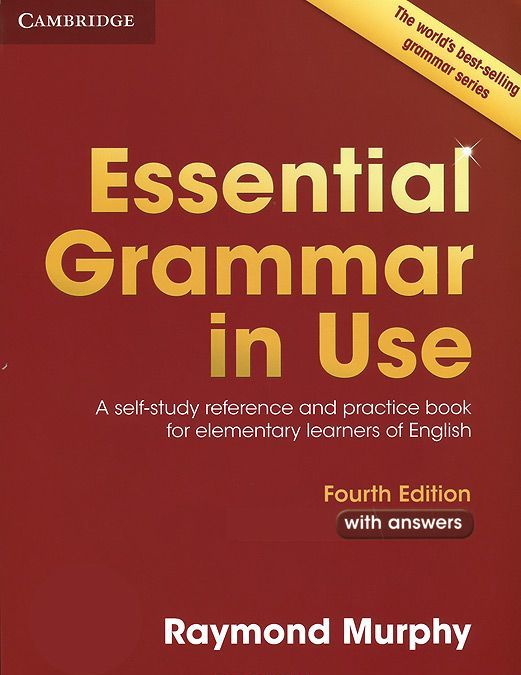 CAMBRIDGE
The world's best-selling
grammar series
Essential
Grammar
in Use
A self-study reference and practice book
for elementary learners of English
Fourth Edition
with answers
Raymond Murphy